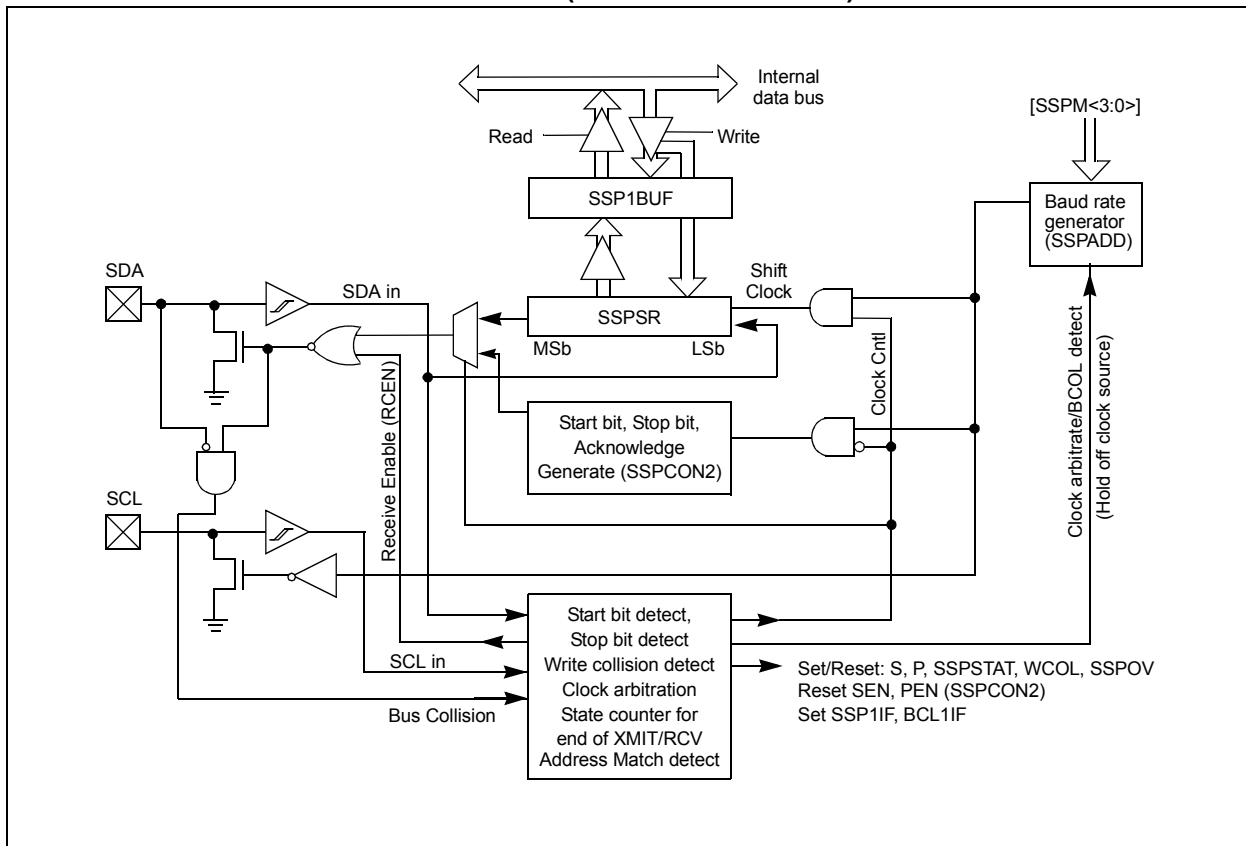 Internal
data bus
[SSPM<3:0>]
Read
Write
SSP1BUF
Baud rate
generator
(SSPADD)
SDA
SDA in
Shift
Clock
SSPSR
MSb
LSb
Receive Enable (RCEN)
Clock Cntl
Clock arbitrate/BCOL detect
(Hold off clock source)
Start bit, Stop bit,
Acknowledge
Generate (SSPCON2)
SCL
SCL in
Bus Collision
Start bit detect,
Stop bit detect
Write collision detect
Clock arbitration
State counter for
end of XMIT/RCV
Address Match detect
Set/Reset: S, P, SSPSTAT, WCOL, SSPOV
Reset SEN, PEN (SSPCON2)
Set SSP1IF, BCL1IF